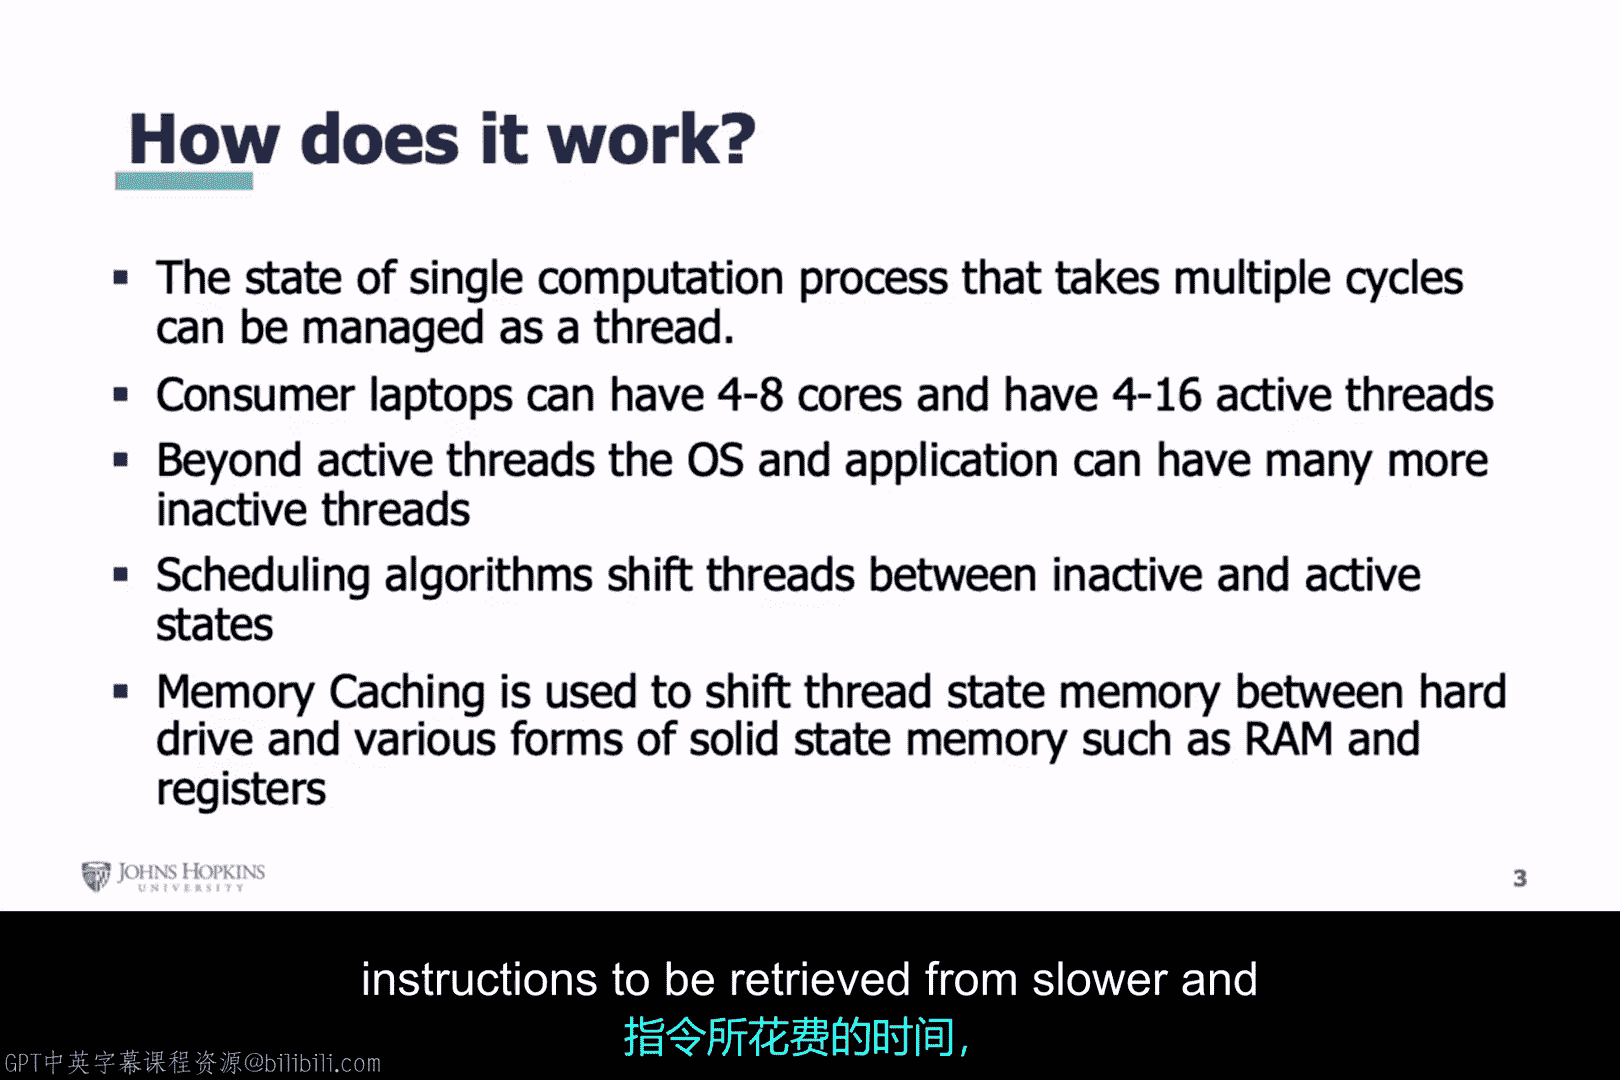 How does it work?
▪ The state of single computation process that takes multiple cycles
can be managed as a thread.
▪ Consumer laptops can have 4-8 cores and have 4-16 active threads
▪ Beyond active threads the OS and application can have many more
inactive threads
▪ Scheduling algorithms shift threads between inactive and active
states
▪ Memory Caching is used to shift thread state memory between hard
drive and various forms of solid state memory such as RAM and
registers
JOHNS HOPKINS
UNIVERSITY
3
instructions to be retrieved from slower and
指令所花费的时间，
GPT中英字幕课程资源@bilibili.com